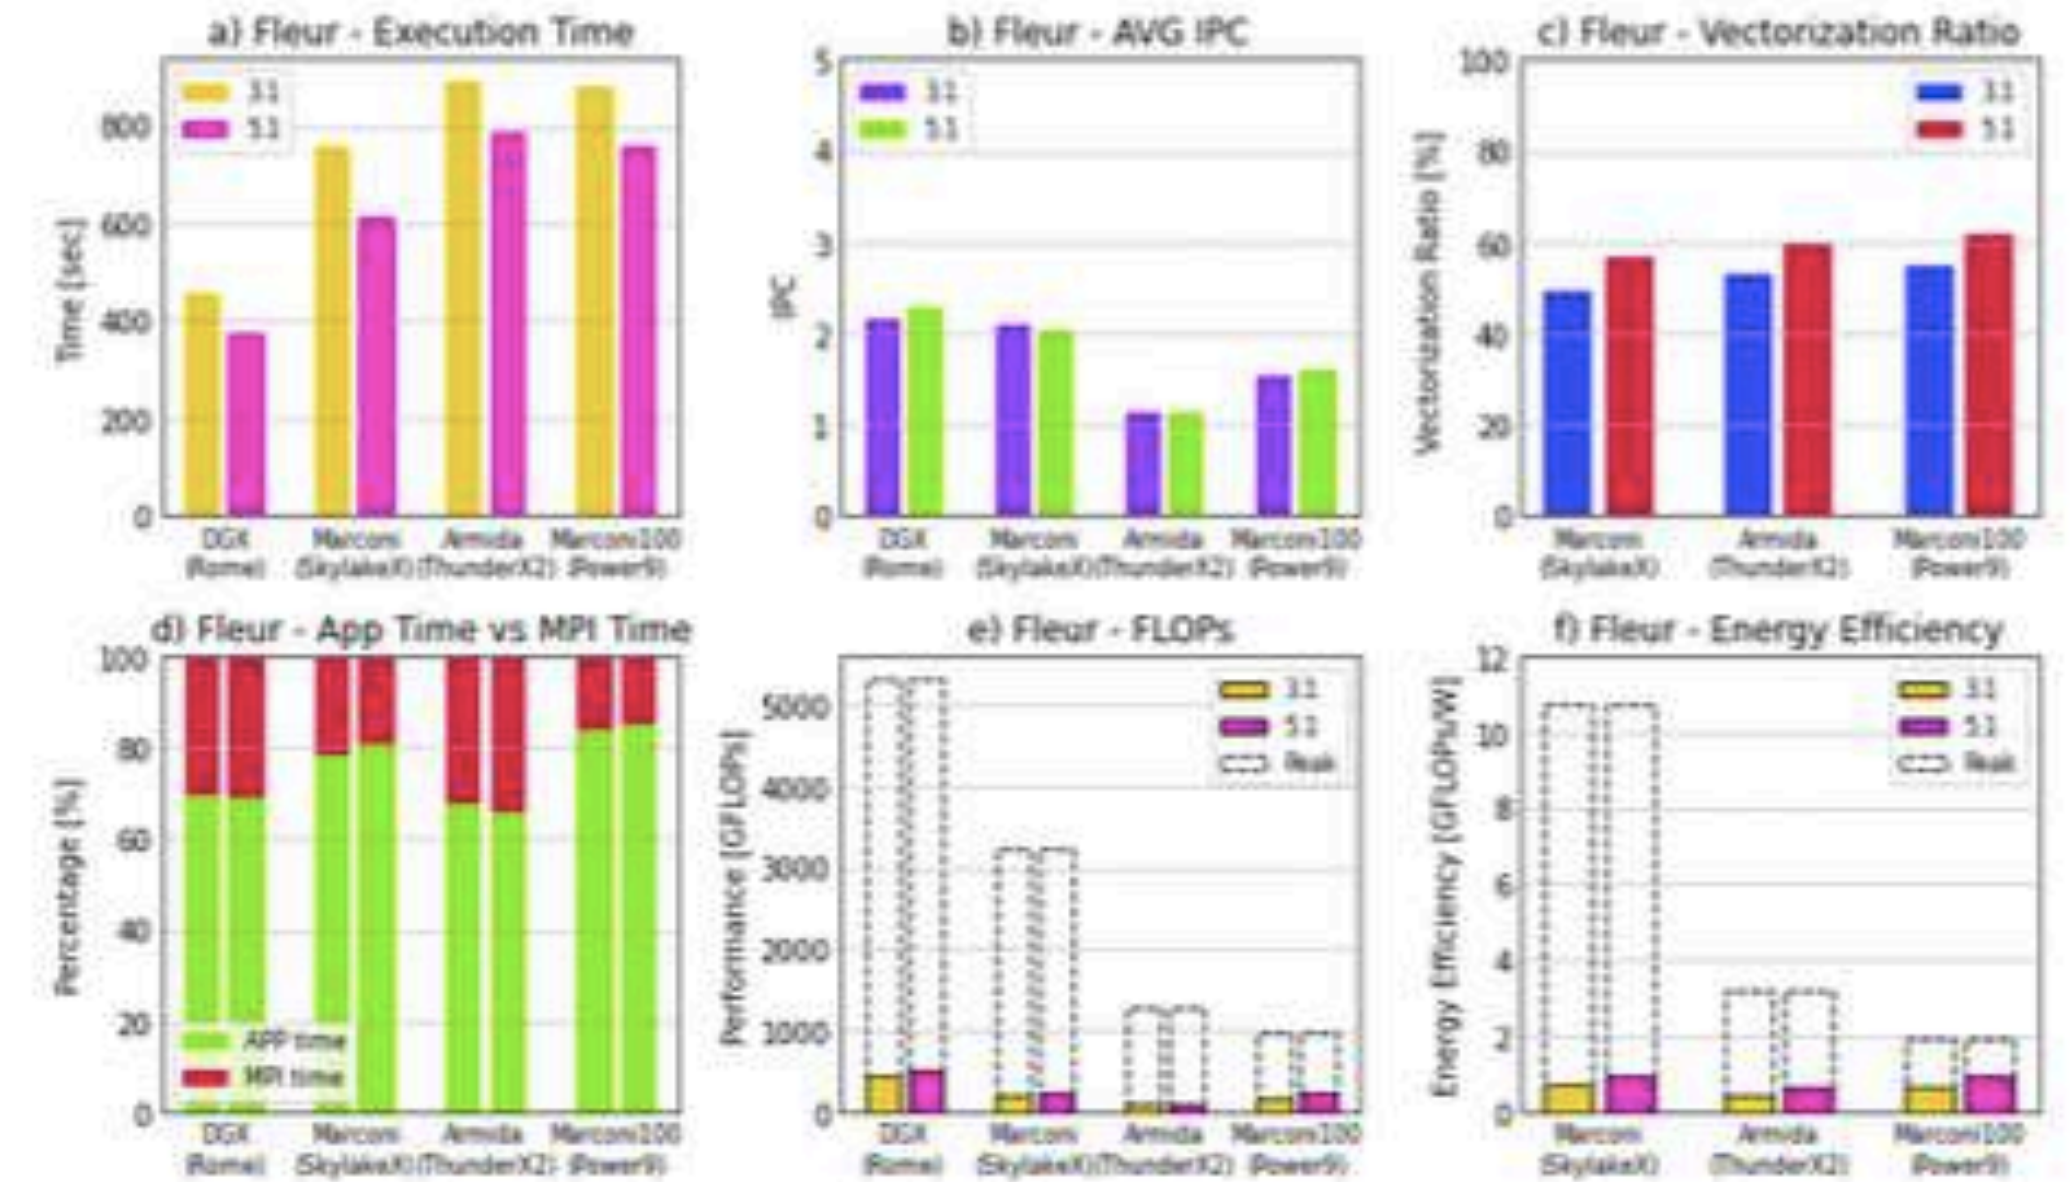 a) Fleur - Execution Time
800
600
400
200
0
Time [sec]
3.1
5.1
DGX Marconi Armida Marconi100
(Rome) (SkylakeX) (ThunderX2) (Power9)
b) Fleur - AVG IPC
5
4
3
2
1
0
IPC
3.1
5.1
DGX Marconi Armida Marconi100
(Rome) (SkylakeX) (ThunderX2) (Power9)
c) Fleur - Vectorization Ratio
100
80
60
40
20
0
Vectorization Ratio [%]
3.1
5.1
Marconi Armida Marconi100
(SkylakeX) (ThunderX2) (Power9)
d) Fleur - App Time vs MPI Time
100
80
60
40
20
0
Percentage [%]
APP time
MPI time
DGX Marconi Armida Marconi100
(Rome) (SkylakeX) (ThunderX2) (Power9)
e) Fleur - FLOPs
5000
4000
3000
2000
1000
0
Performance [GFLOPs]
3.1
5.1
Peak
DGX Marconi Armida Marconi100
(Rome) (SkylakeX) (ThunderX2) (Power9)
f) Fleur - Energy Efficiency
12
10
8
6
4
2
0
Energy Efficiency [GFLOPs/W]
3.1
5.1
Peak
Marconi Armida Marconi100
(SkylakeX) (ThunderX2) (Power9)